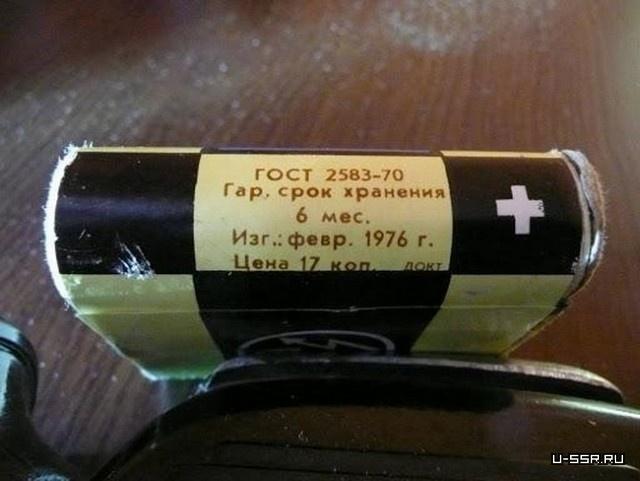 ГОСТ 2583-70
Гар. срок хранения
6 мес.
Изг.: февр. 1976 г.
Цена 17 коп. ДОКТ
U-SSR.RU